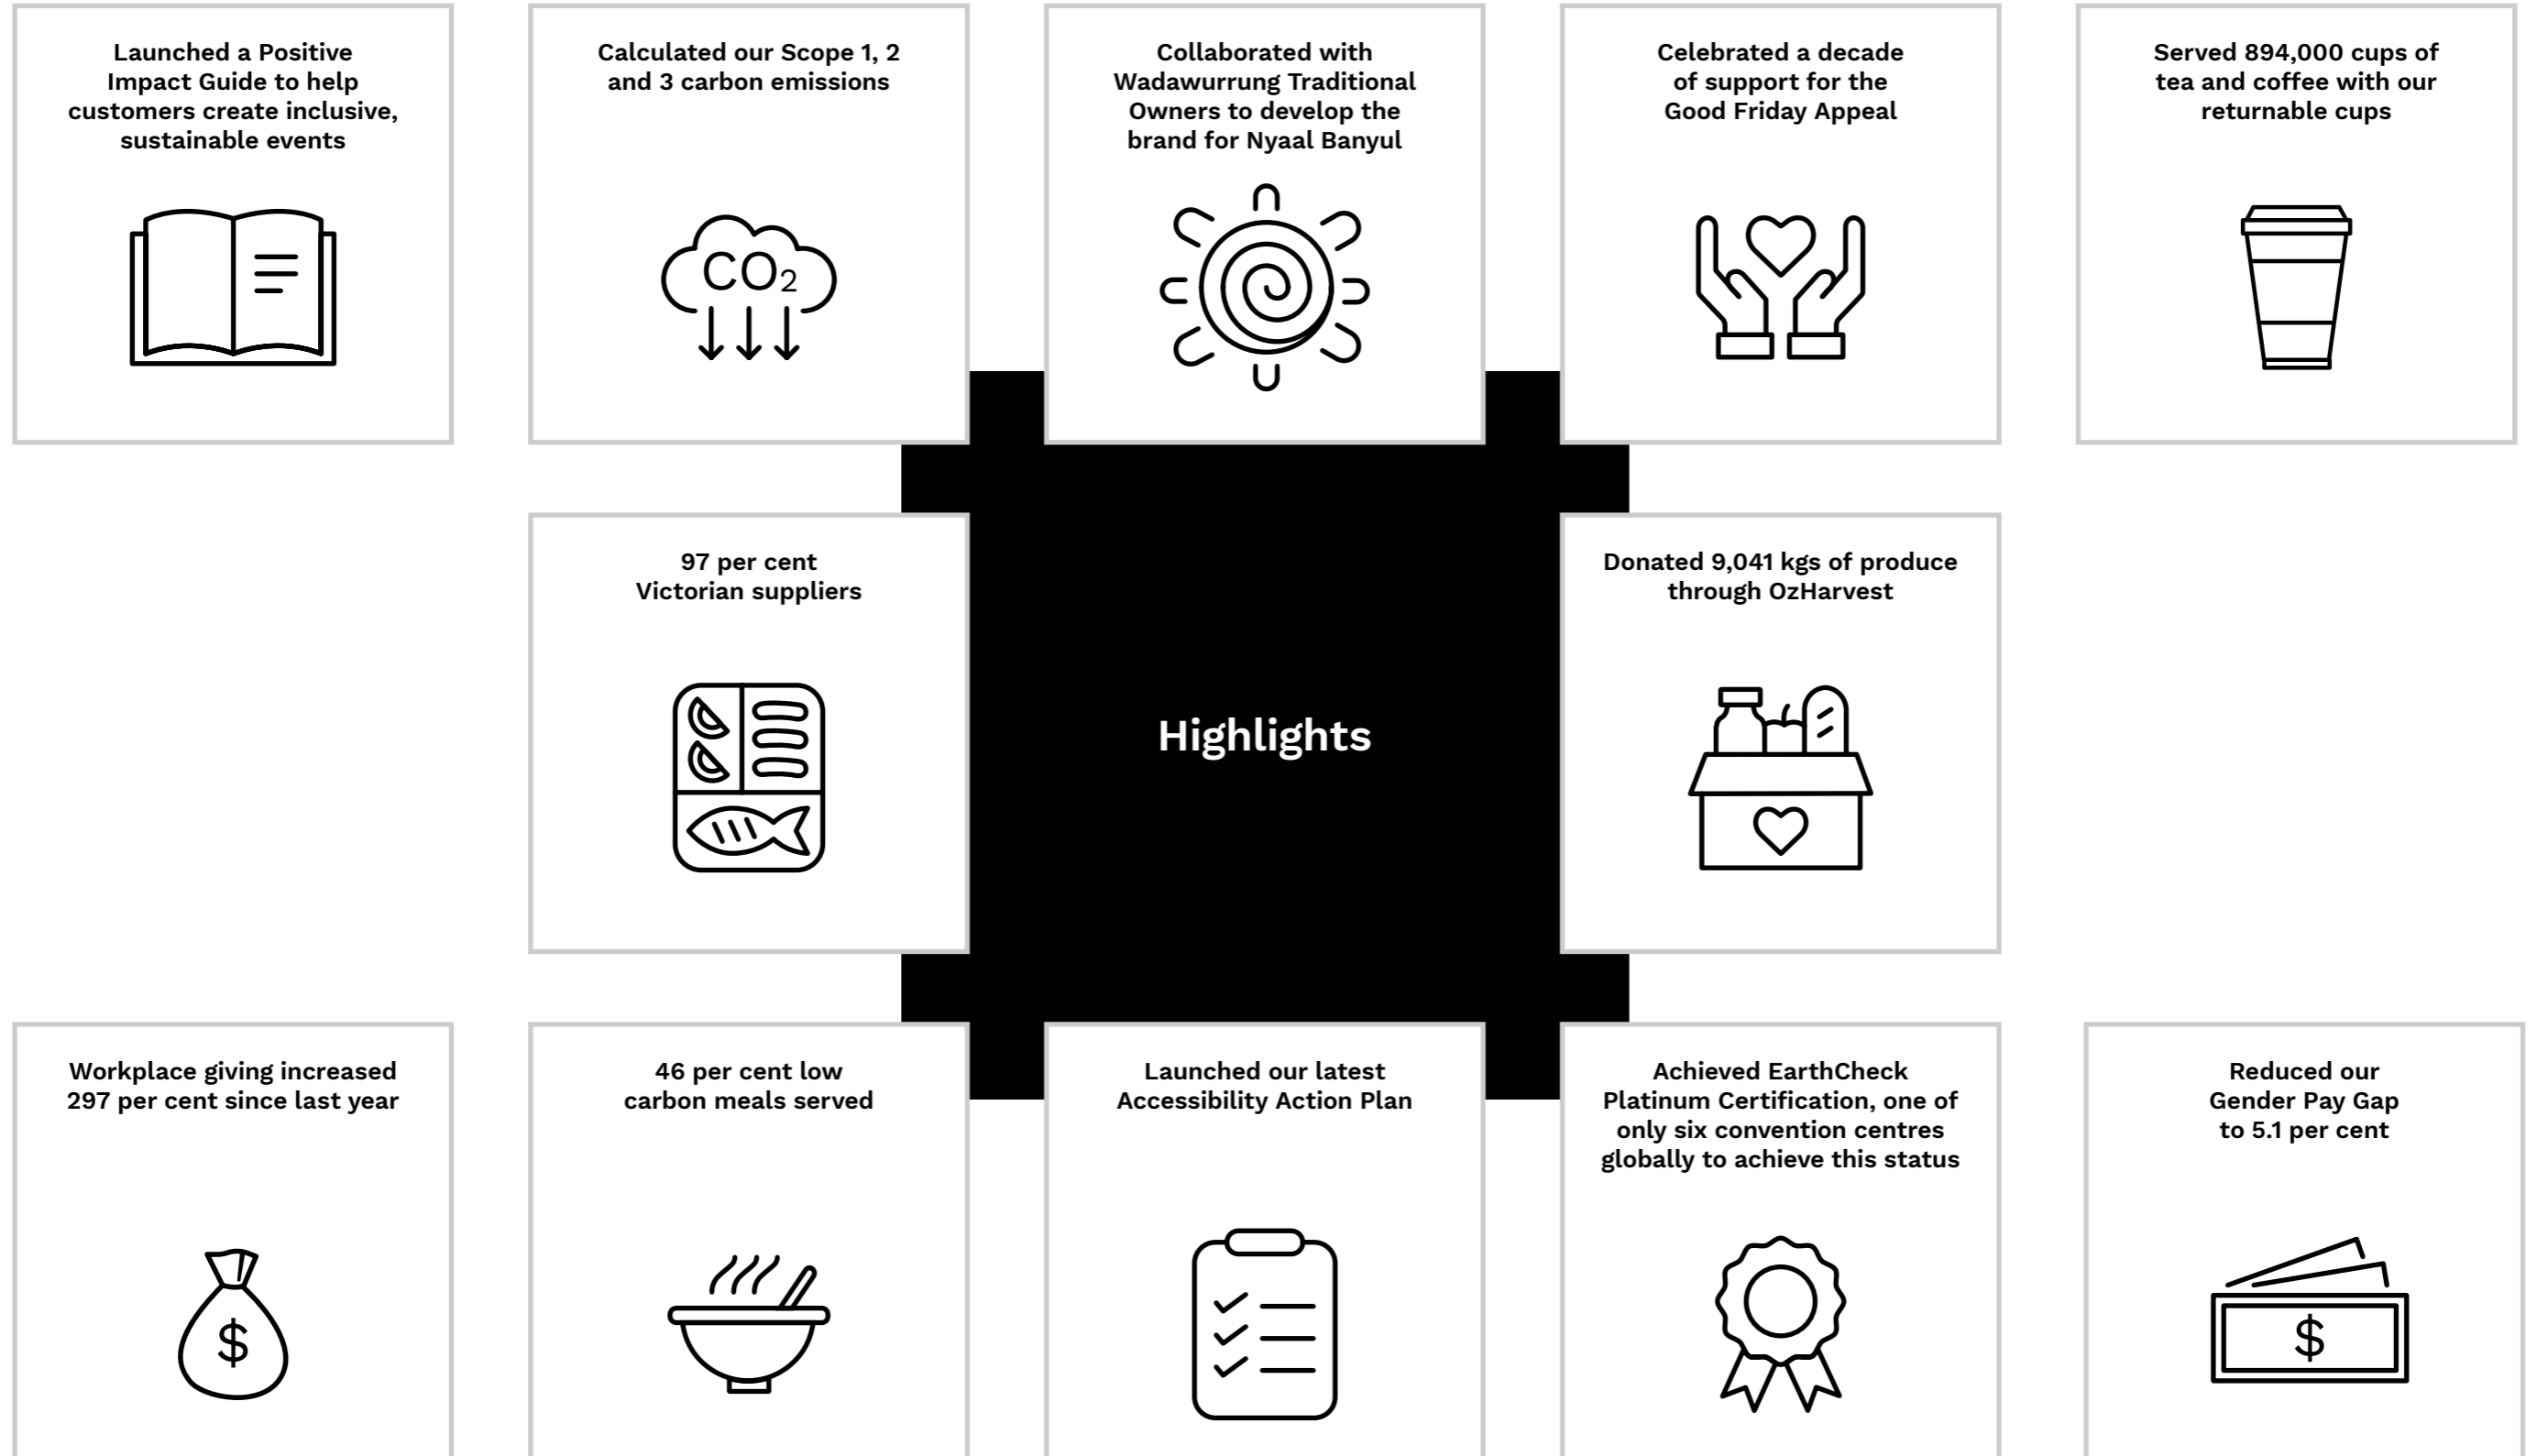 Launched a Positive
Impact Guide to help
customers create inclusive,
sustainable events
Calculated our Scope 1, 2
and 3 carbon emissions
CO₂
Collaborated with
Wadawurrung Traditional
Owners to develop the
brand for Nyaal Banyul
Celebrated a decade
of support for the
Good Friday Appeal
Served 894,000 cups of
tea and coffee with our
returnable cups
97 per cent
Victorian suppliers
Highlights
Donated 9,041 kgs of produce
through OzHarvest
Workplace giving increased
297 per cent since last year
$
46 per cent low
carbon meals served
Launched our latest
Accessibility Action Plan
Achieved EarthCheck
Platinum Certification, one of
only six convention centres
globally to achieve this status
Reduced our
Gender Pay Gap
to 5.1 per cent
$